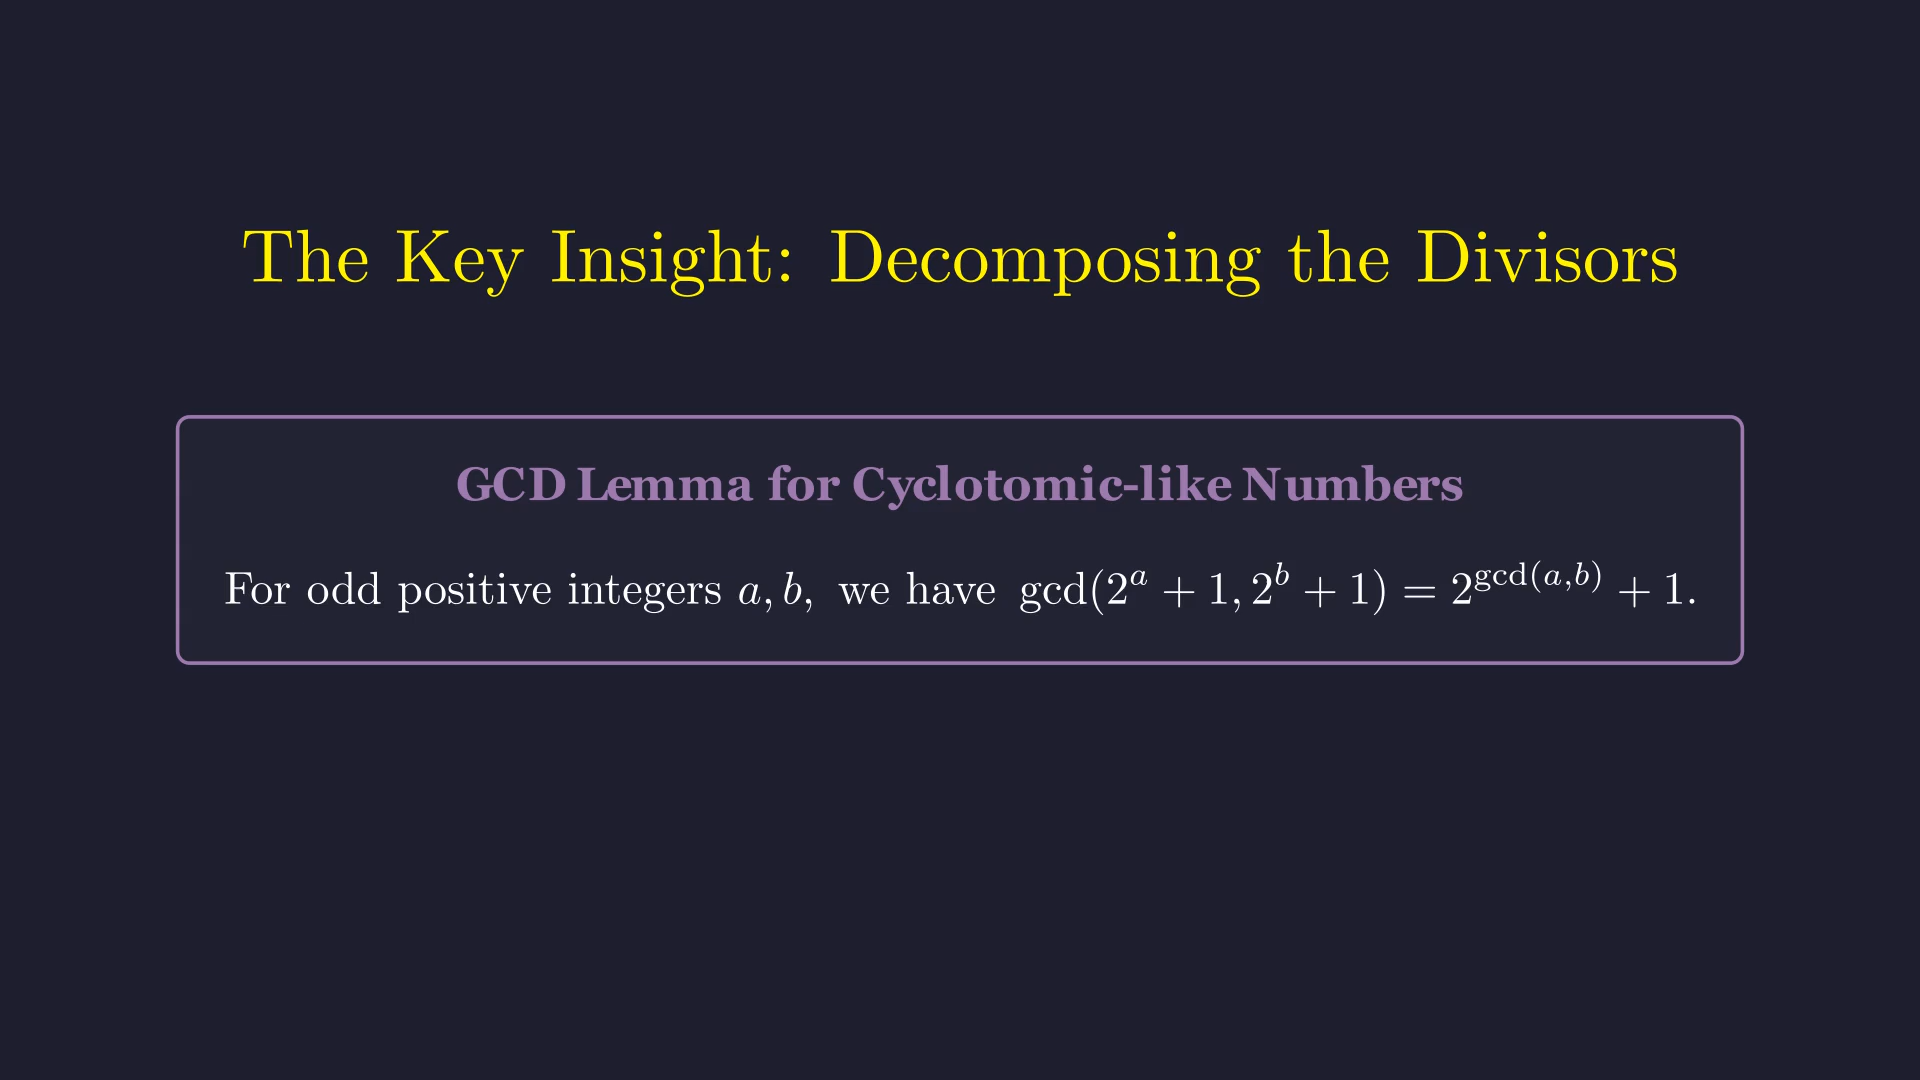 The Key Insight: Decomposing the Divisors
GCD Lemma for Cyclotomic-like Numbers
For odd positive integers $a, b,$ we have $\gcd(2^a + 1, 2^b + 1) = 2^{\gcd(a,b)} + 1.$